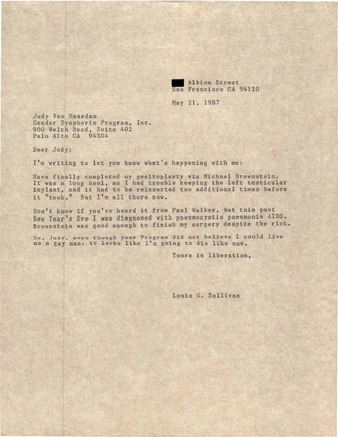 Albion Street
San Francisco CA 94110
May 21, 1987
Judy Van Maasdam
Gender Dysphoria Program, Inc.
900 Welch Road, Suite 402
Palo Alto CA 94304
Dear Judy:
I'm writing to let you know what's happening with me:
Have finally completed my genitoplasty via Michael Brownstein.
It was a long haul, as I had trouble keeping the left testicular
implant, and it had to be reinserted two additional times before
it "took." But I'm all there now.
Don't know if you've heard it from Paul Walker, but this past
New Year's Eve I was diagnosed with pneumocystis pneumonia AIDS.
Brownstein was good enough to finish my surgery despite the risk.
So, Judy, even though your Program did not believe I could live
as a gay man, it looks like I'm going to die like one.
Yours in liberation,
Louis G. Sullivan